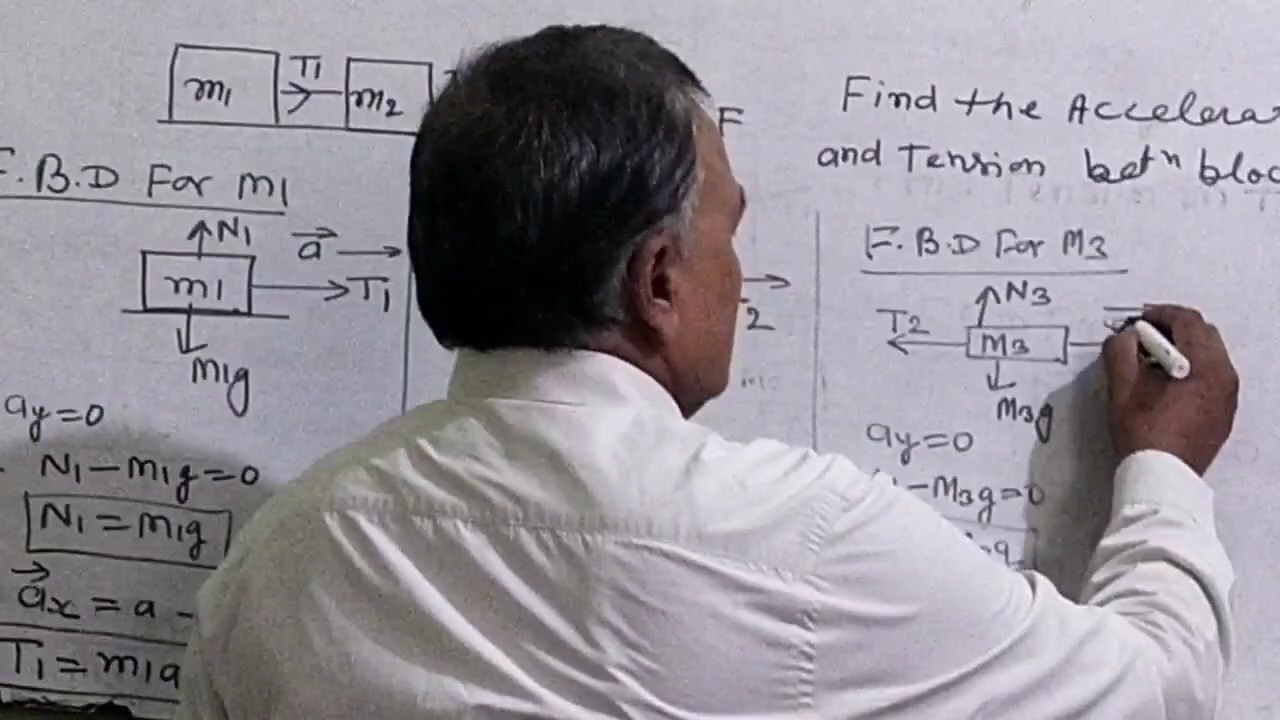 m1 T1 m2
F
Find the Accelera
and Tension betn bloc
F.B.D For m1
N1
a
m1 T1
m1g
ay=0
N1-m1g=0
N1=m1g
ax=a-
T1=m1a
2
F.B.D For M3
N3
T2 M3
M3g
ay=0
-M3g=0